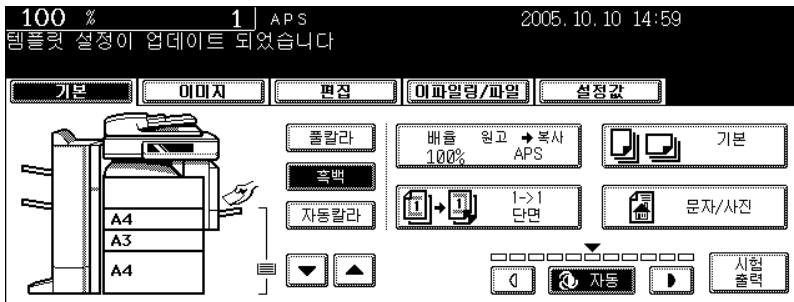 100 % 1 APS 2005.10.10 14:59
템플릿 설정이 업데이트 되었습니다
기본 이미지 편집 이파일링/파일 설정값
풀칼라
흑백
자동칼라
배율 원고 → 복사
100% APS
기본
1->1
단면
문자/사진
A4
A3
A4
자동
시험
출력